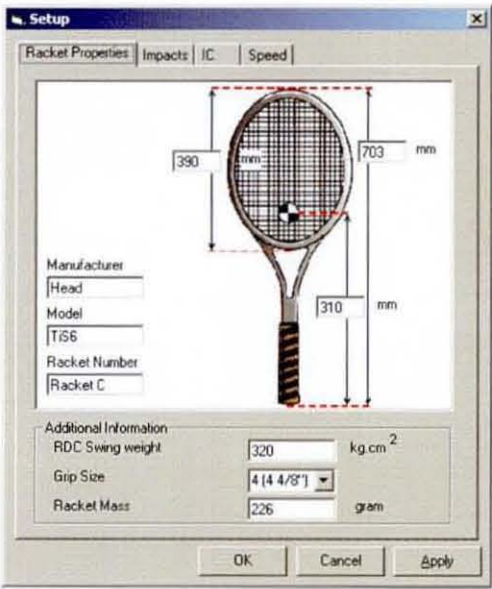 Setup
Racket Properties Impacts IC Speed
390 mm 703 mm
Manufacturer
Head
310 mm
Model
TiS6
Racket Number
Racket C
Additional Information
RDC Swing weight 320 kg.cm 2
Grip Size 4 (4 4/8")
Racket Mass 226 gram
OK Cancel Apply